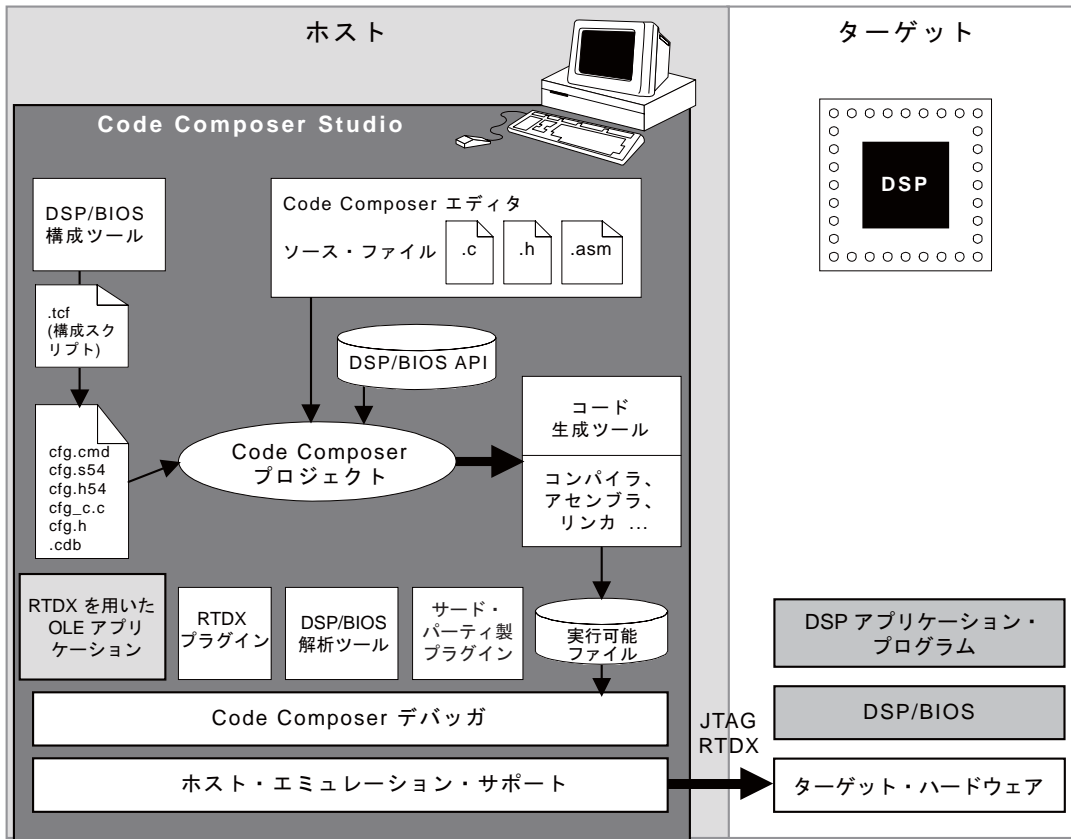 ホスト
ターゲット
Code Composer Studio
DSP
DSP/BIOS
構成ツール
Code Composer エディタ
ソース・ファイル
.c
.h
.asm
.tcf
(構成スク
リプト)
DSP/BIOS API
コード
生成ツール
コンパイラ、
アセンブラ、
リンカ ...
Code Composer
プロジェクト
cfg.cmd
cfg.s54
cfg.h54
cfg_c.c
cfg.h
.cdb
RTDX を用いた
OLE アプリ
ケーション
RTDX
プラグイン
DSP/BIOS
解析ツール
サード・
パーティ製
プラグイン
実行可能
ファイル
DSP アプリケーション・
プログラム
Code Composer デバッガ
JTAG
RTDX
DSP/BIOS
ホスト・エミュレーション・サポート
ターゲット・ハードウェア